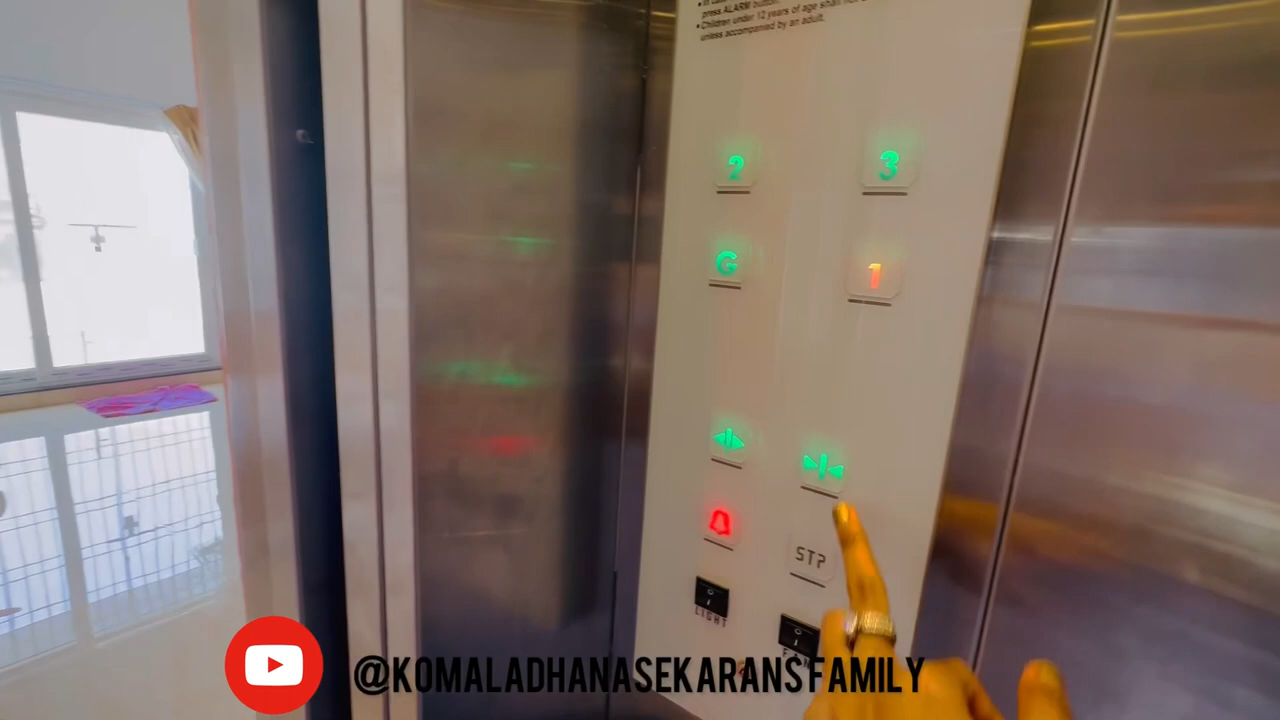 press ALARM button.
• Children under 12 years of age shall not
unless accompanied by an adult.
2 3
G 1
STP
LIGHT
@KOMALADHANASEKARANSFAMILY